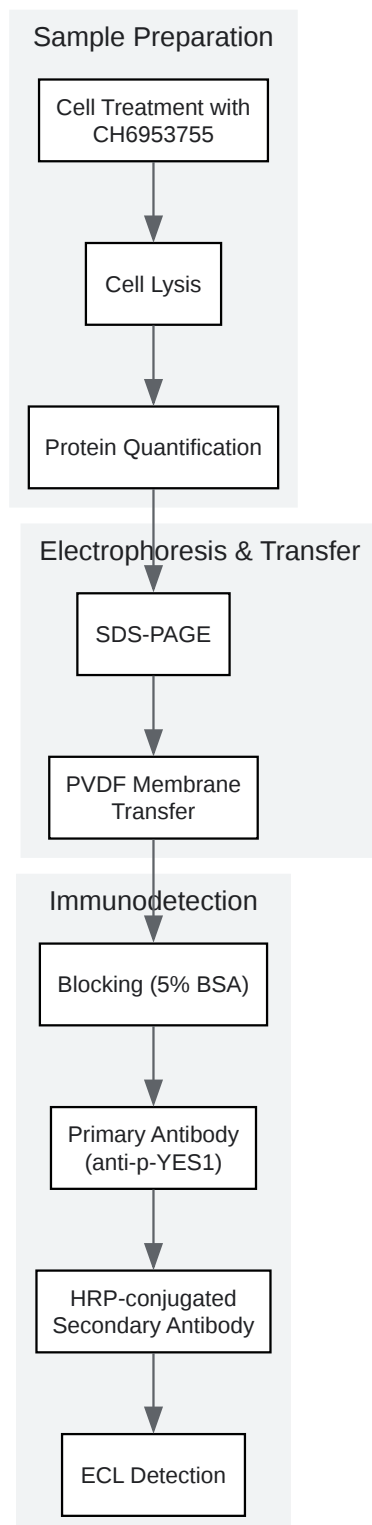 Sample Preparation
Cell Treatment with
CH6953755
Cell Lysis
Protein Quantification
Electrophoresis & Transfer
SDS-PAGE
PVDF Membrane
Transfer
Immunodetection
Blocking (5% BSA)
Primary Antibody
(anti-p-YES1)
HRP-conjugated
Secondary Antibody
ECL Detection